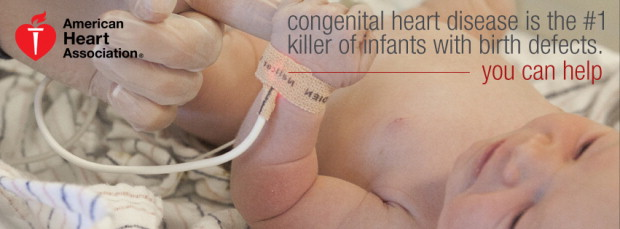 American
Heart
Association®
congenital heart disease is the #1
killer of infants with birth defects.
you can help